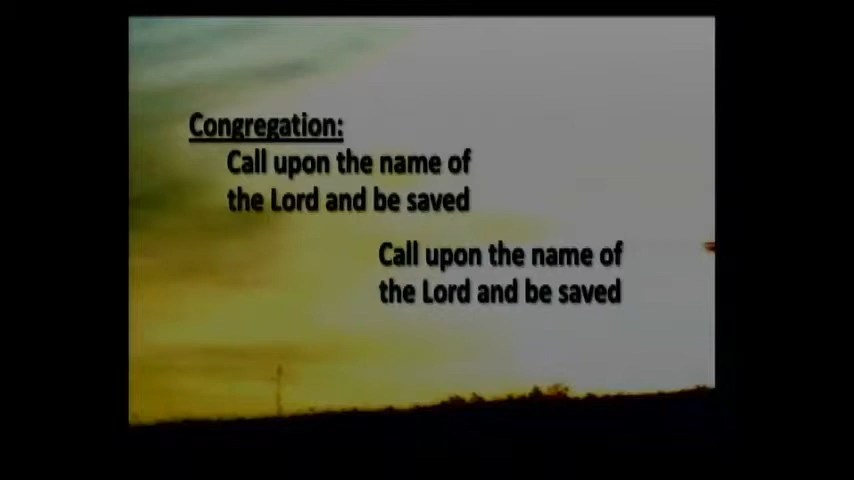 Congregation:
Call upon the name of
the Lord and be saved
Call upon the name of
the Lord and be saved